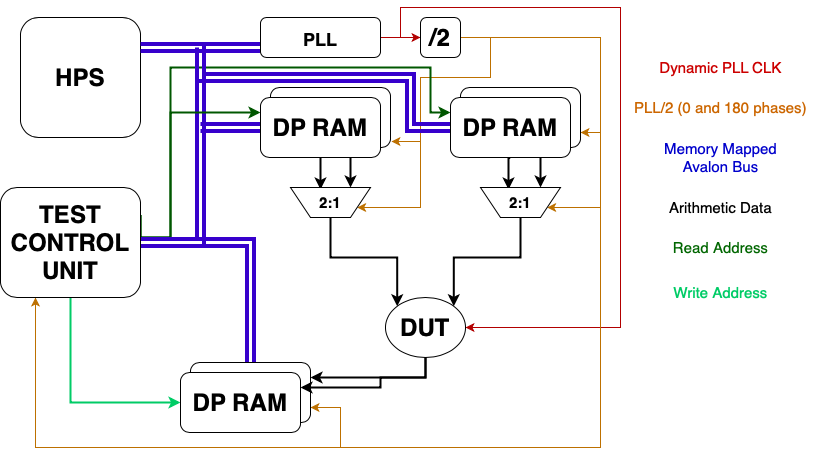 PLL
/2
HPS
Dynamic PLL CLK
PLL/2 (0 and 180 phases)
DP RAM
DP RAM
Memory Mapped
Avalon Bus
2:1
2:1
Arithmetic Data
TEST
CONTROL
UNIT
Read Address
Write Address
DUT
DP RAM